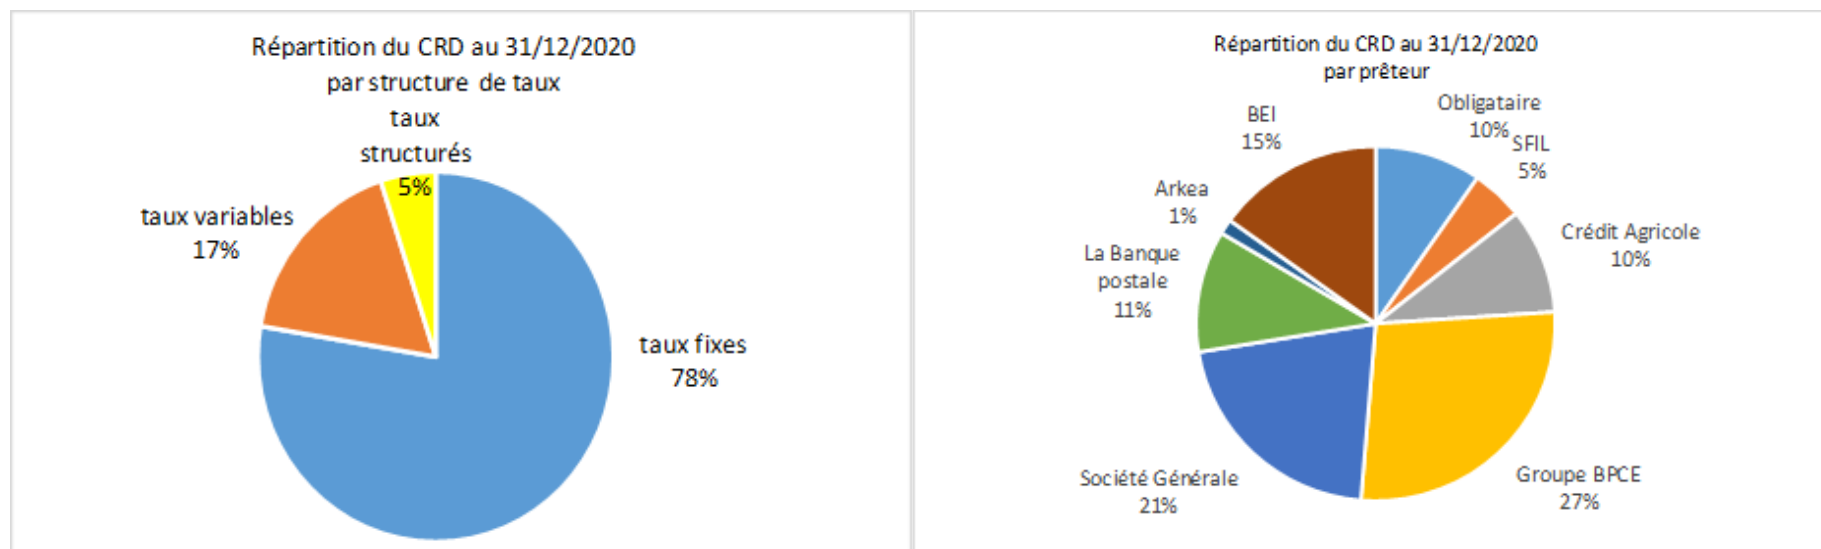 Répartition du CRD au 31/12/2020
par structure de taux
taux
structurés
5%
taux variables
17%
taux fixes
78%
Répartition du CRD au 31/12/2020
par prêteur
Obligataire
10%
SFIL
5%
Crédit Agricole
10%
Groupe BPCE
27%
Société Générale
21%
La Banque
postale
11%
Arkea
1%
BEI
15%